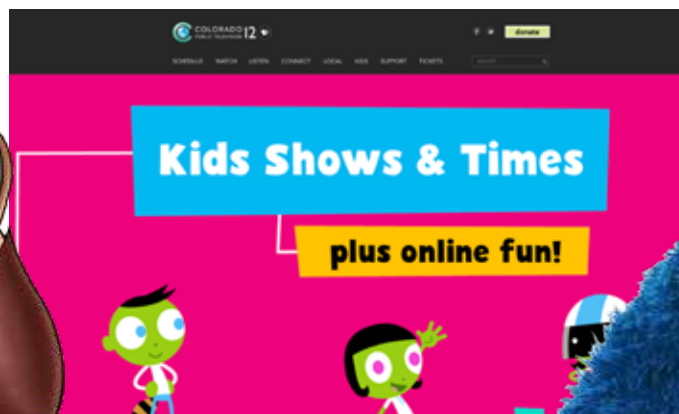 COLORADO
PUBLIC TELEVISION
12
donate
SCHEDULE WATCH LISTEN CONNECT LOCAL KIDS SUPPORT TICKETS
search
Kids Shows & Times
plus online fun!